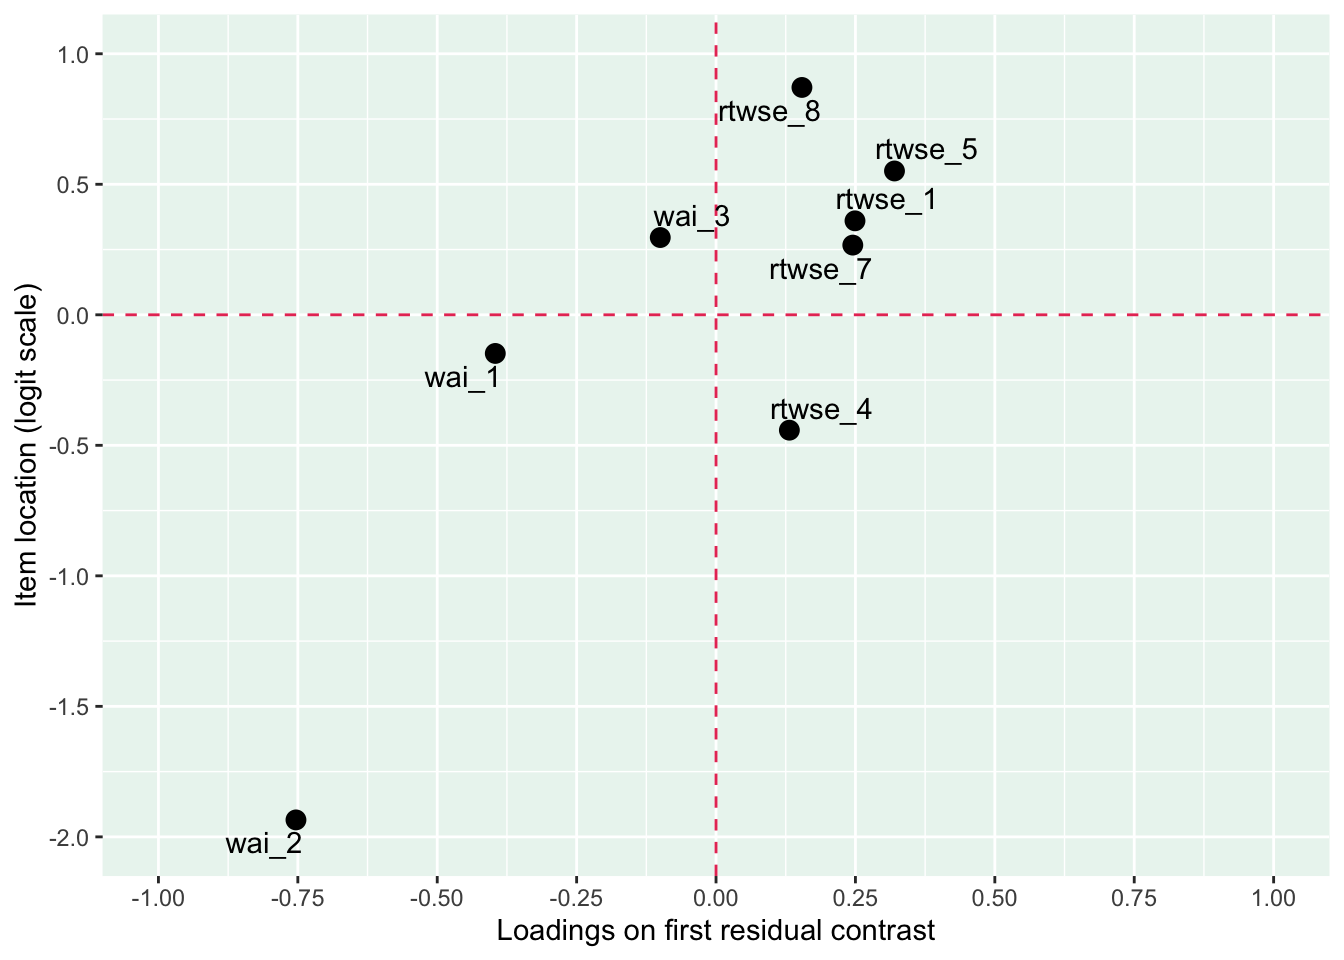 1.0
0.5
0.0
-0.5
-1.0
-1.5
-2.0
Item location (logit scale)
rtwse_8
rtwse_5
rtwse_1
wai_3
rtwse_7
wai_1
rtwse_4
wai_2
-1.00 -0.75 -0.50 -0.25 0.00 0.25 0.50 0.75 1.00
Loadings on first residual contrast